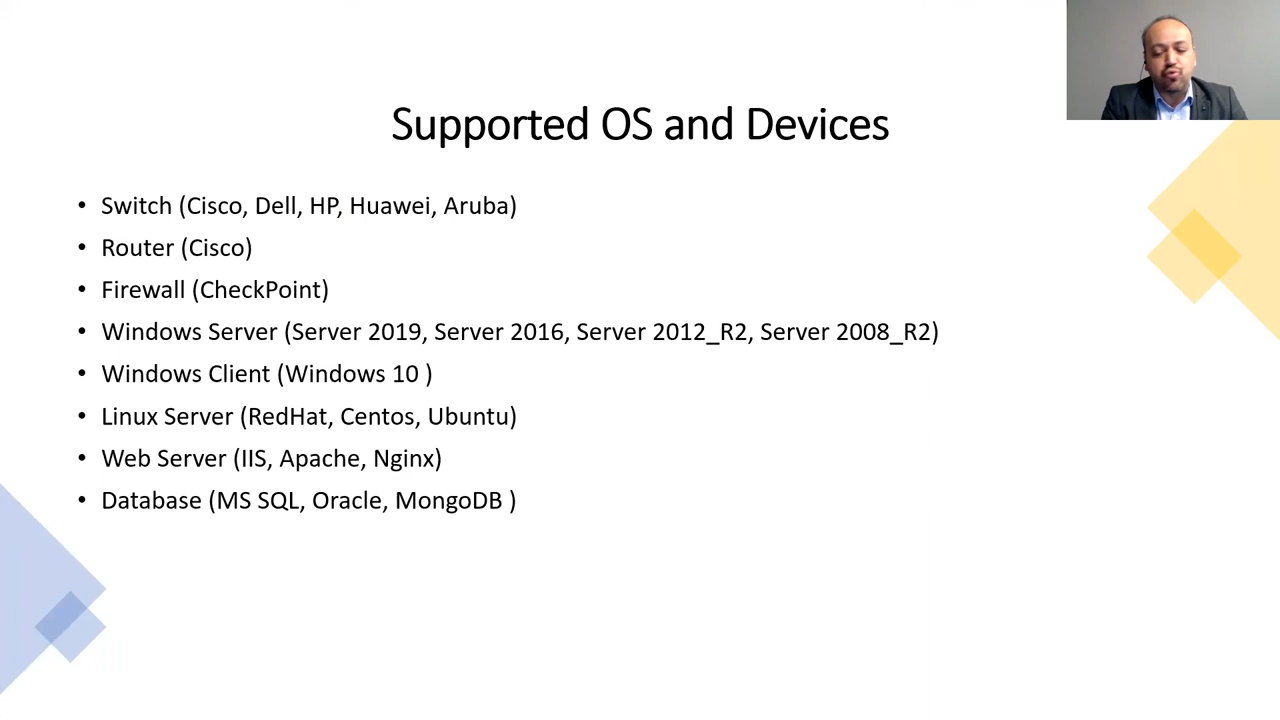 Supported OS and Devices
• Switch (Cisco, Dell, HP, Huawei, Aruba)
• Router (Cisco)
• Firewall (CheckPoint)
• Windows Server (Server 2019, Server 2016, Server 2012_R2, Server 2008_R2)
• Windows Client (Windows 10 )
• Linux Server (RedHat, Centos, Ubuntu)
• Web Server (IIS, Apache, Nginx)
• Database (MS SQL, Oracle, MongoDB )